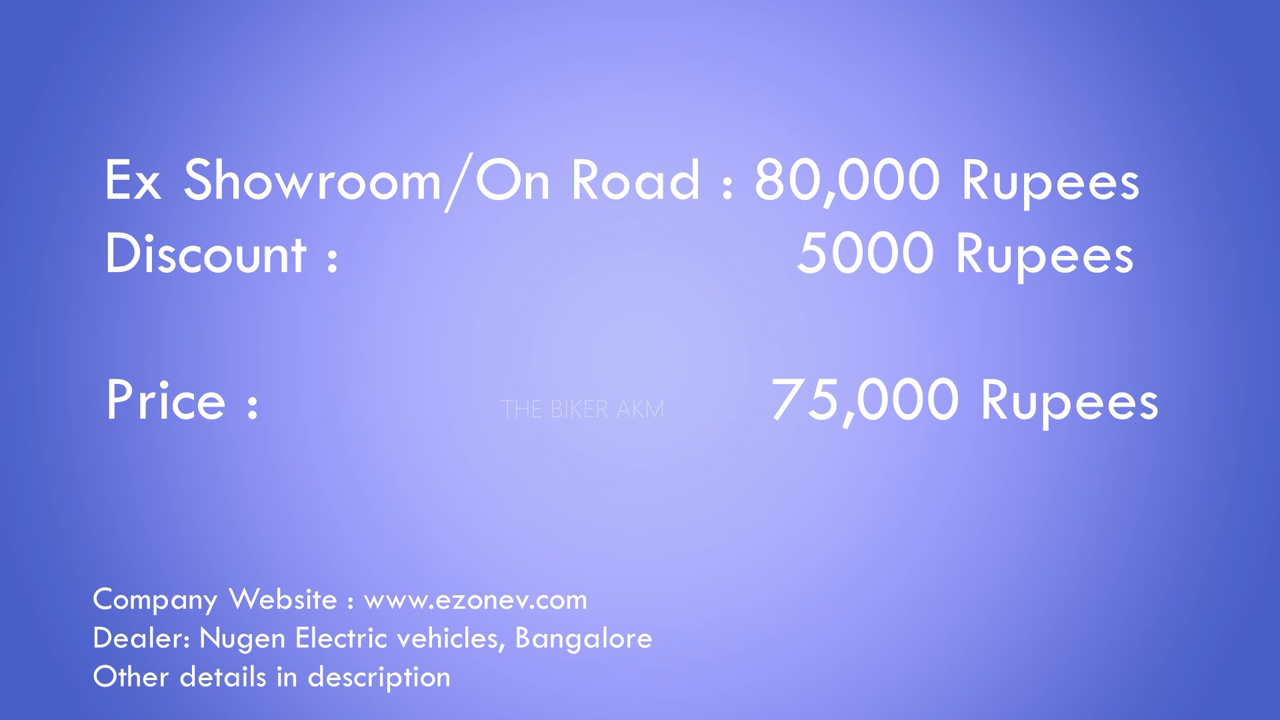 Ex Showroom/On Road : 80,000 Rupees
Discount : 5000 Rupees
Price : 75,000 Rupees
THE BIKER AKM
Company Website : www.ezonev.com
Dealer: Nugen Electric vehicles, Bangalore
Other details in description